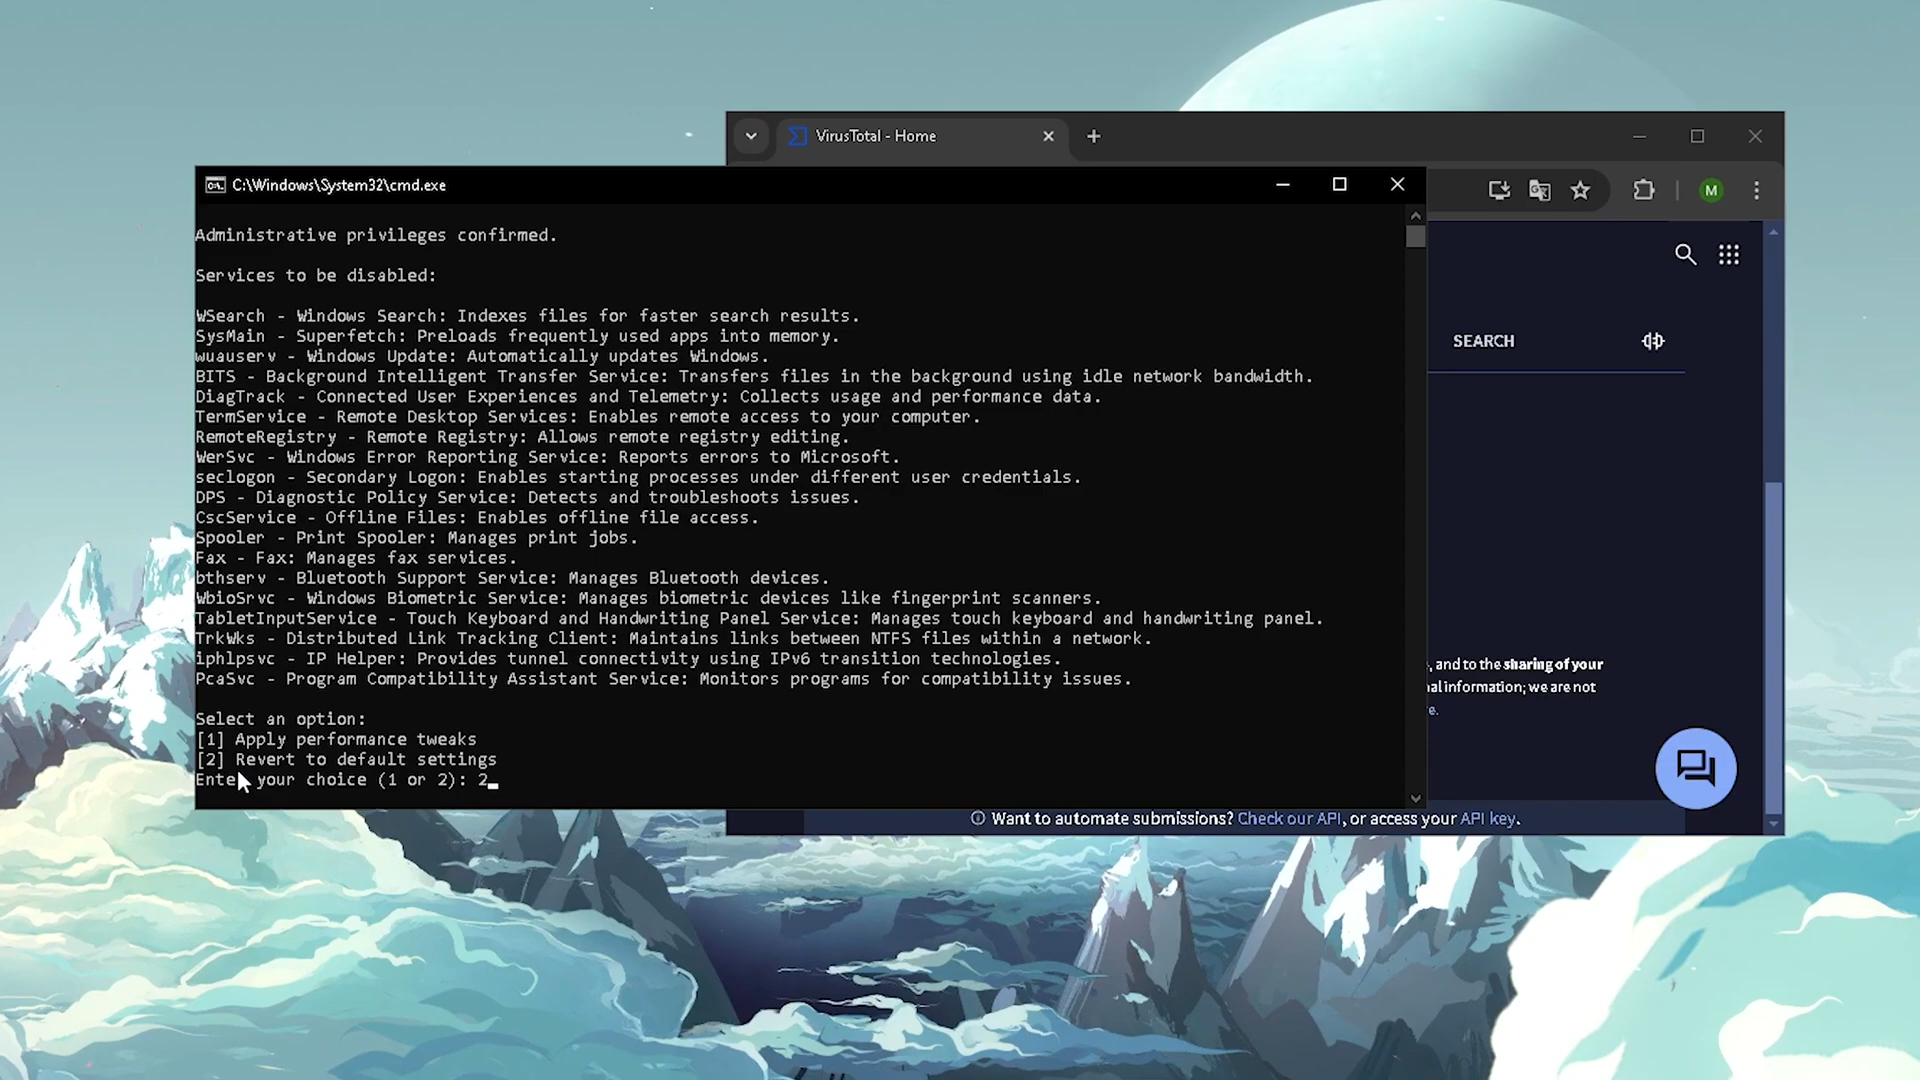 VirusTotal - Home
C:\Windows\System32\cmd.exe
M
Administrative privileges confirmed.
Services to be disabled:
WSearch - Windows Search: Indexes files for faster search results.
SysMain - Superfetch: Preloads frequently used apps into memory.
wuauserv - Windows Update: Automatically updates Windows.
BITS - Background Intelligent Transfer Service: Transfers files in the background using idle network bandwidth.
DiagTrack - Connected User Experiences and Telemetry: Collects usage and performance data.
TermService - Remote Desktop Services: Enables remote access to your computer.
RemoteRegistry - Remote Registry: Allows remote registry editing.
WerSvc - Windows Error Reporting Service: Reports errors to Microsoft.
seclogon - Secondary Logon: Enables starting processes under different user credentials.
DPS - Diagnostic Policy Service: Detects and troubleshoots issues.
CscService - Offline Files: Enables offline file access.
Spooler - Print Spooler: Manages print jobs.
Fax - Fax: Manages fax services.
bthserv - Bluetooth Support Service: Manages Bluetooth devices.
WbioSrvc - Windows Biometric Service: Manages biometric devices like fingerprint scanners.
TabletInputService - Touch Keyboard and Handwriting Panel Service: Manages touch keyboard and handwriting panel.
TrkWks - Distributed Link Tracking Client: Maintains links between NTFS files within a network.
iphlpsvc - IP Helper: Provides tunnel connectivity using IPv6 transition technologies.
PcaSvc - Program Compatibility Assistant Service: Monitors programs for compatibility issues.
Select an option:
[1] Apply performance tweaks
[2] Revert to default settings
Enter your choice (1 or 2): 2
SEARCH
, and to the sharing of your
al information; we are not
e.
Want to automate submissions? Check our API, or access your API key.